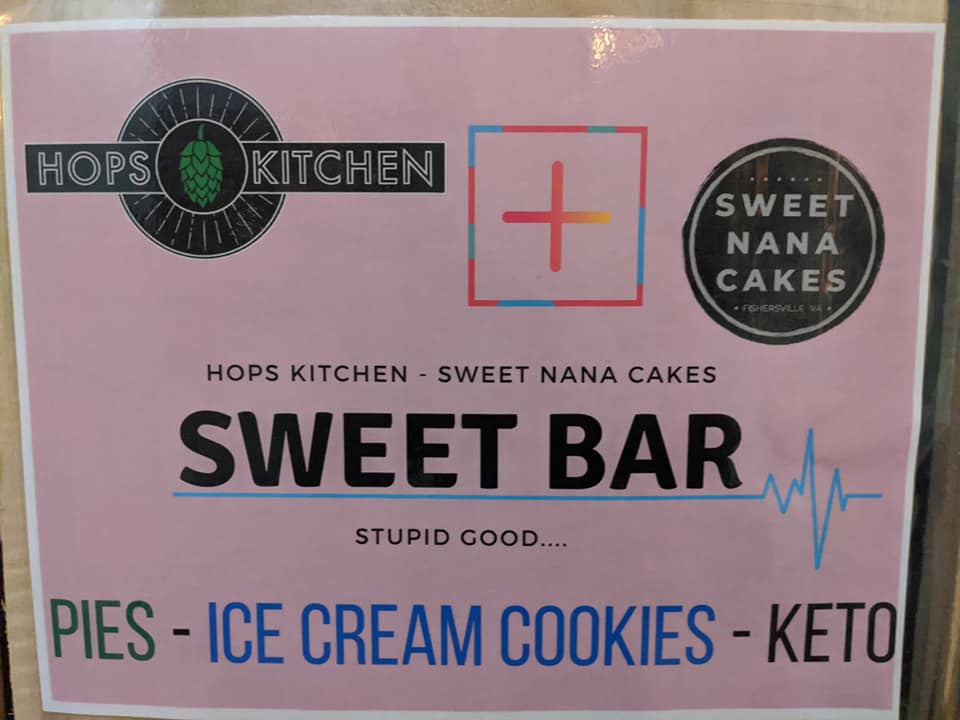 HOPS KITCHEN
SWEET
NANA
CAKES
• FISHERSVILLE VA •
HOPS KITCHEN - SWEET NANA CAKES
SWEET BAR
STUPID GOOD....
PIES - ICE CREAM COOKIES - KETO